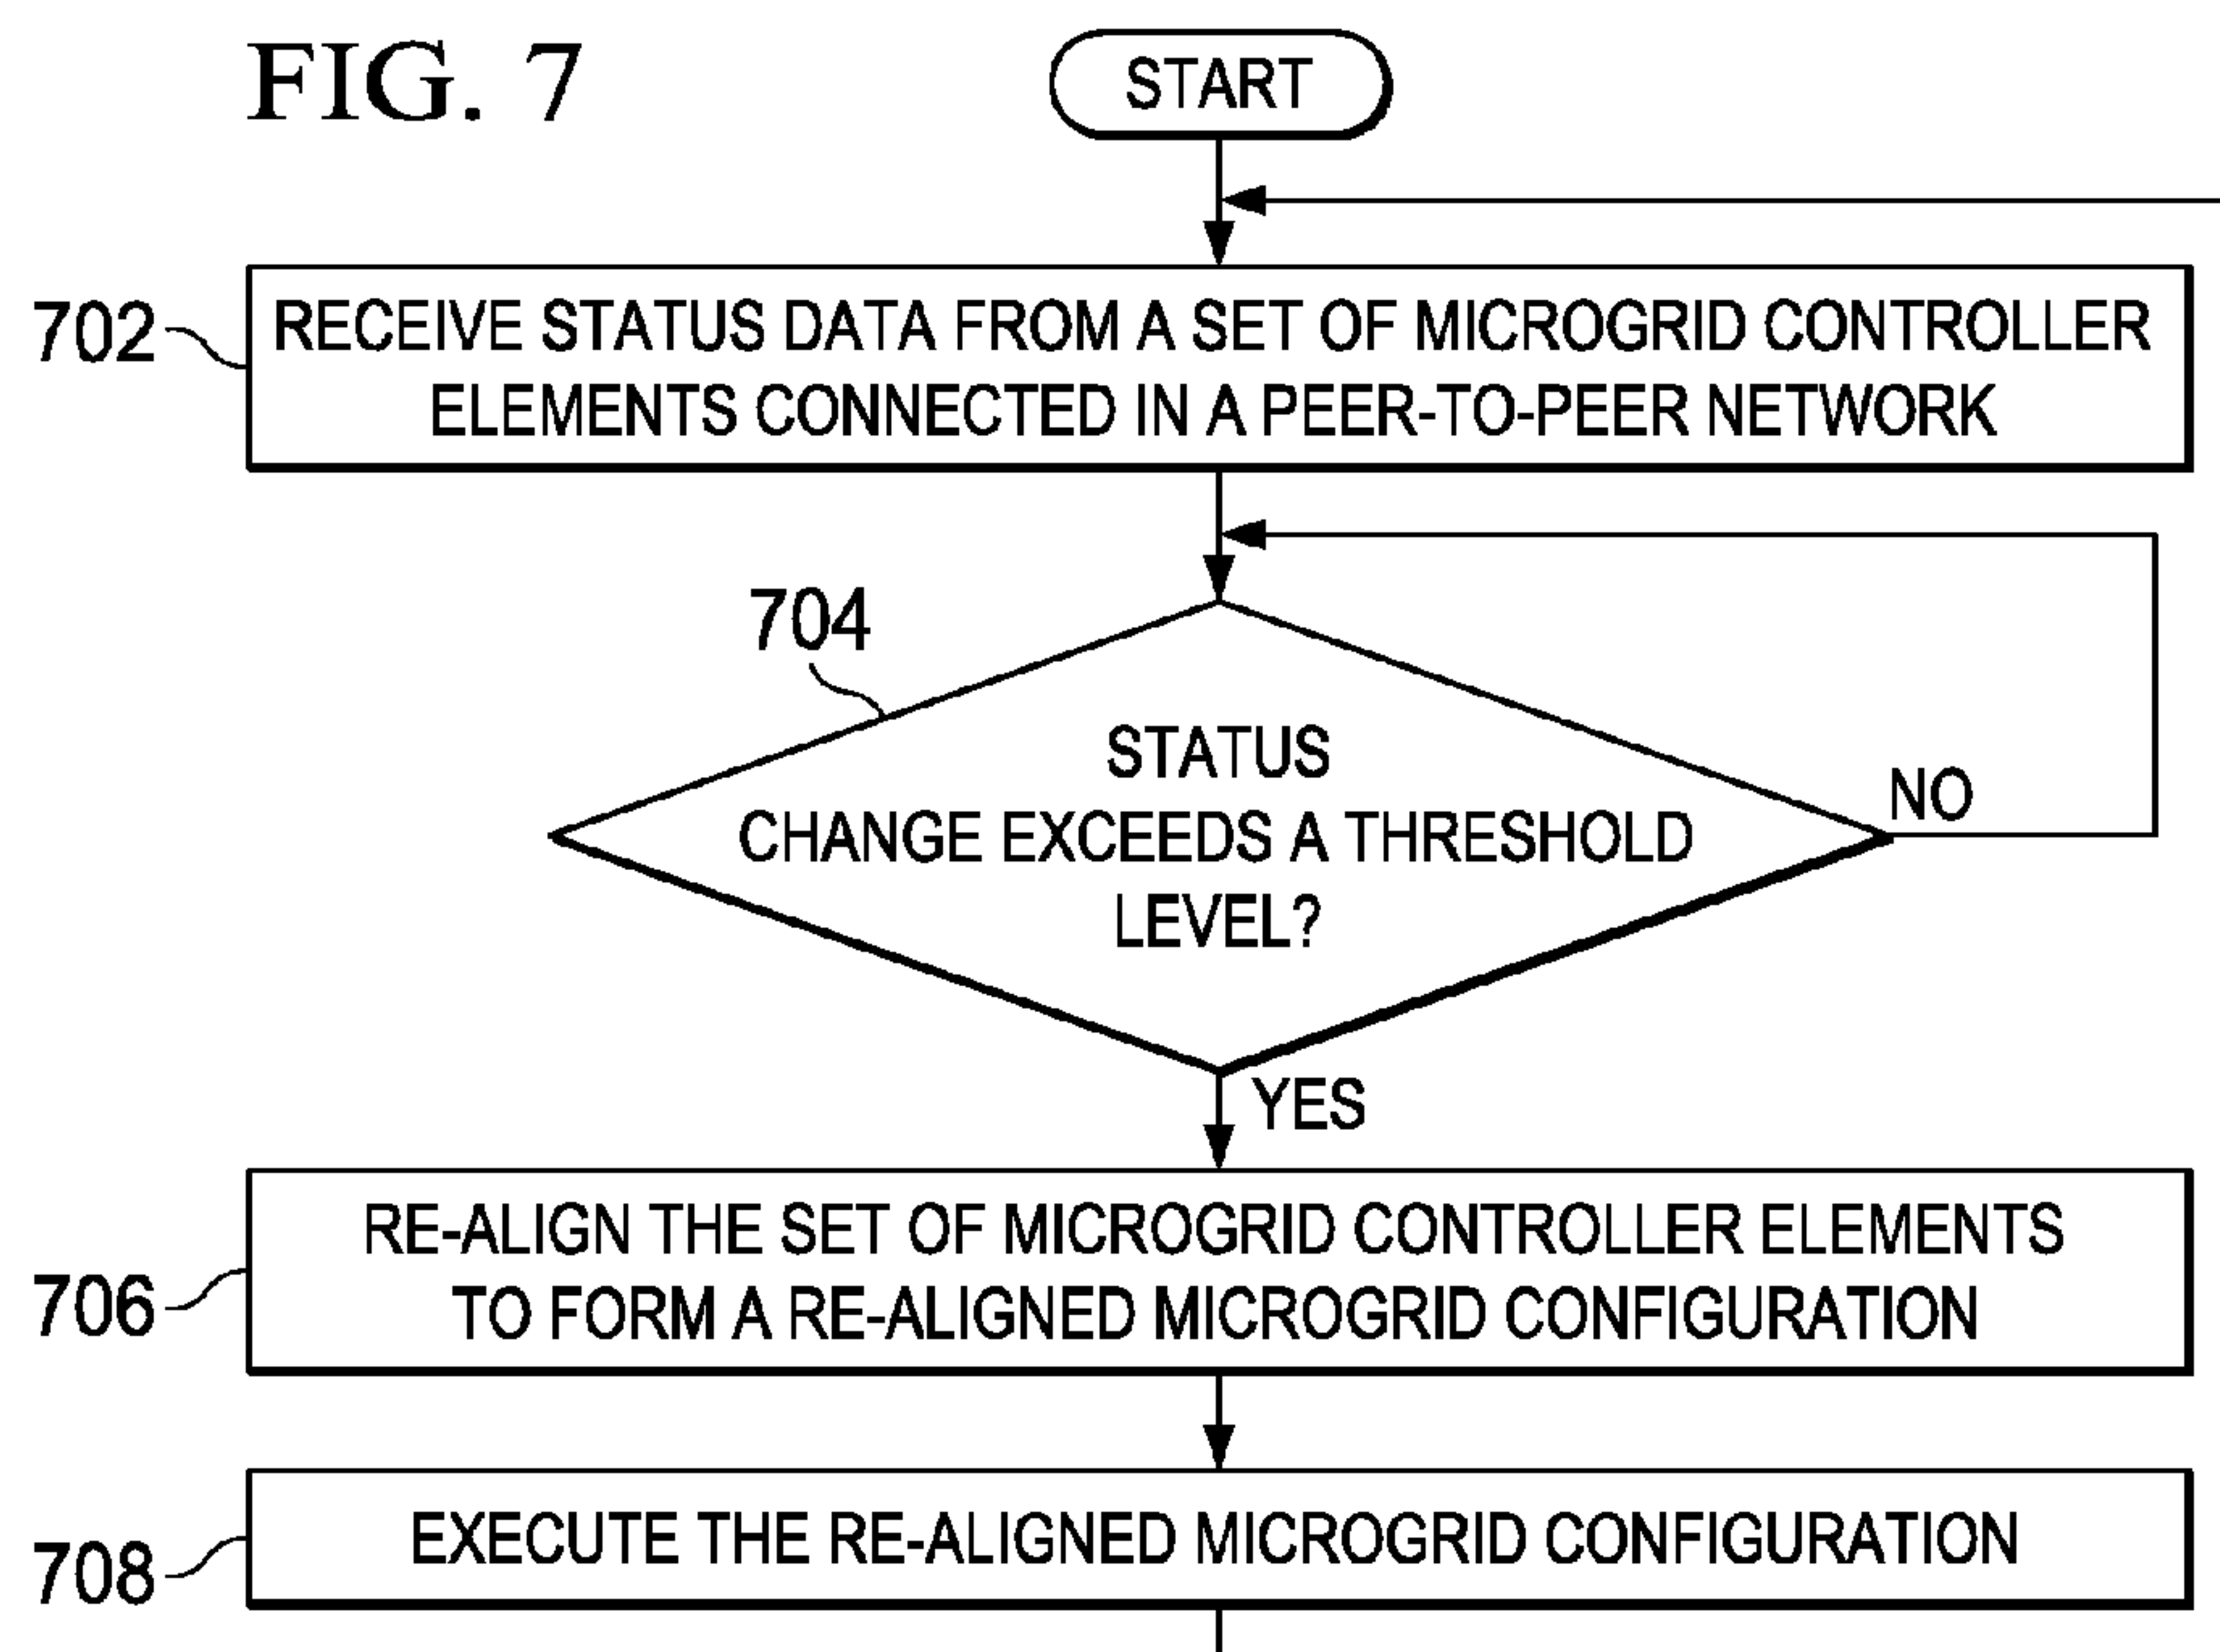 FIG. 7
START
702
RECEIVE STATUS DATA FROM A SET OF MICROGRID CONTROLLER
ELEMENTS CONNECTED IN A PEER-TO-PEER NETWORK
704
STATUS
CHANGE EXCEEDS A THRESHOLD
LEVEL?
NO
YES
706
RE-ALIGN THE SET OF MICROGRID CONTROLLER ELEMENTS
TO FORM A RE-ALIGNED MICROGRID CONFIGURATION
708
EXECUTE THE RE-ALIGNED MICROGRID CONFIGURATION